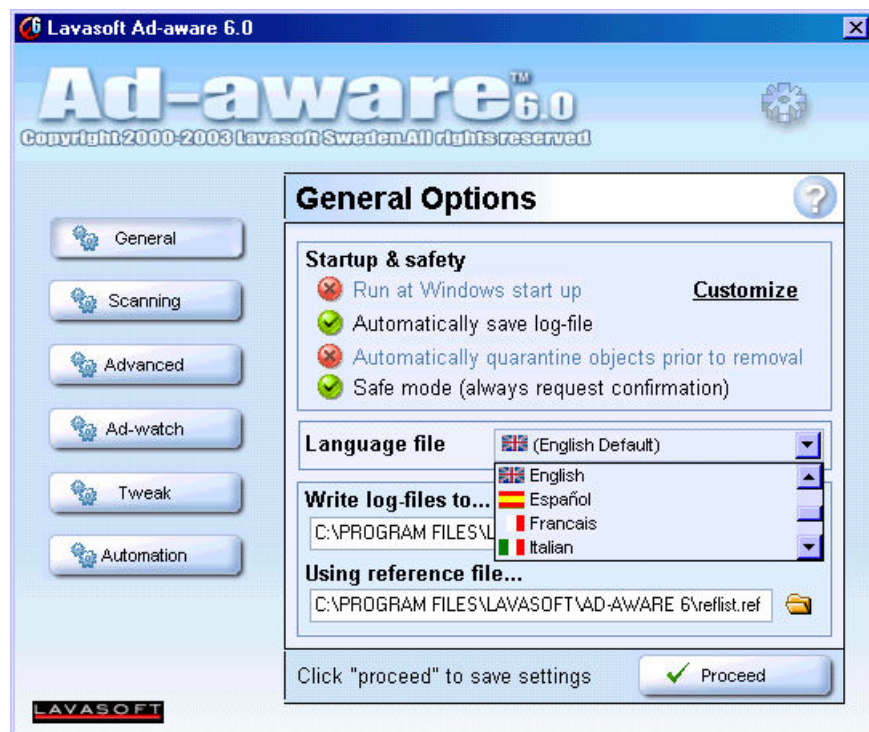 Lavasoft Ad-aware 6.0
Ad-aware™ 6.0
Copyright 2000-2003 Lavasoft Sweden. All rights reserved
General
Scanning
Advanced
Ad-watch
Tweak
Automation
General Options
?
Startup & safety
Run at Windows start up
Customize
Automatically save log-file
Automatically quarantine objects prior to removal
Safe mode (always request confirmation)
Language file
(English Default)
English
Español
Francais
Italian
Write log-files to...
C:\PROGRAM FILES\L
Using reference file...
C:\PROGRAM FILES\LAVASOFT\AD-AWARE 6\reflist.ref
Click "proceed" to save settings
Proceed
LAVASOFT